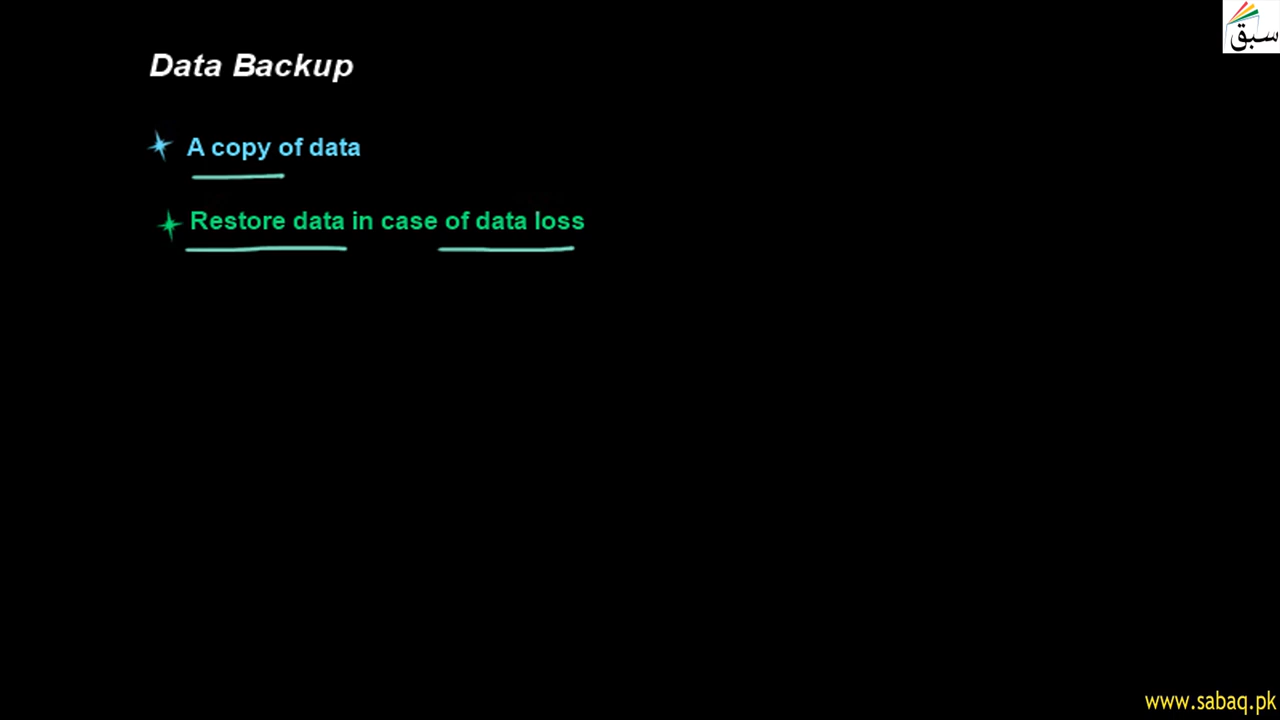 سبق
Data Backup
A copy of data
Restore data in case of data loss
www.sabaq.pk